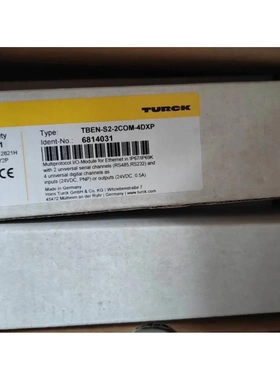 TURCK
Type: TBEN-S2-2COM-4DXP
Ident-No.: 6814031
Multiprotocol I/O-Module for Ethernet in IP67/IP69K
with 2 universal serial channels (RS485,RS232) and
4 universal digital channels as
inputs (24VDC, PNP) or outputs (24VDC, 0.5A)
Made in Germany
Hans Turck GmbH & Co. KG / Witzlebenstrasse 7
45472 Mülheim an der Ruhr / Germany
www.turck.com
2821H
CE